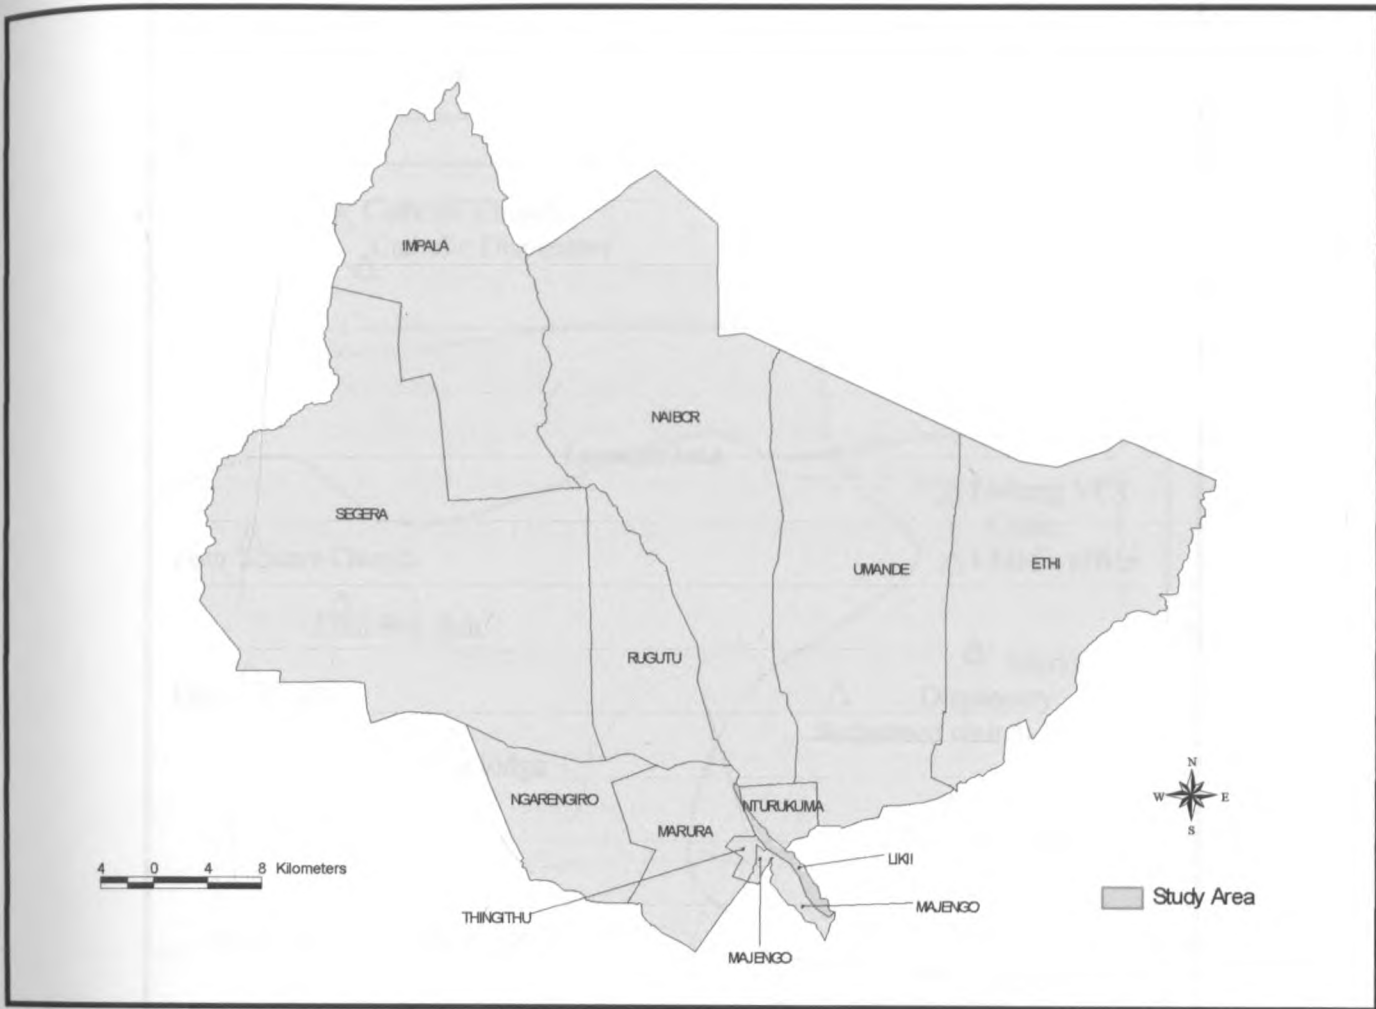 IMPALA
NAIBOR
SEGERA
UMANDE
ETHI
RUGUTU
N
W E
S
NGARENGIRO
NTURUKUMA
MARURA
LIKII
4 0 4 8 Kilometers
Study Area
MAJENGO
THINGITHU
MAJENGO